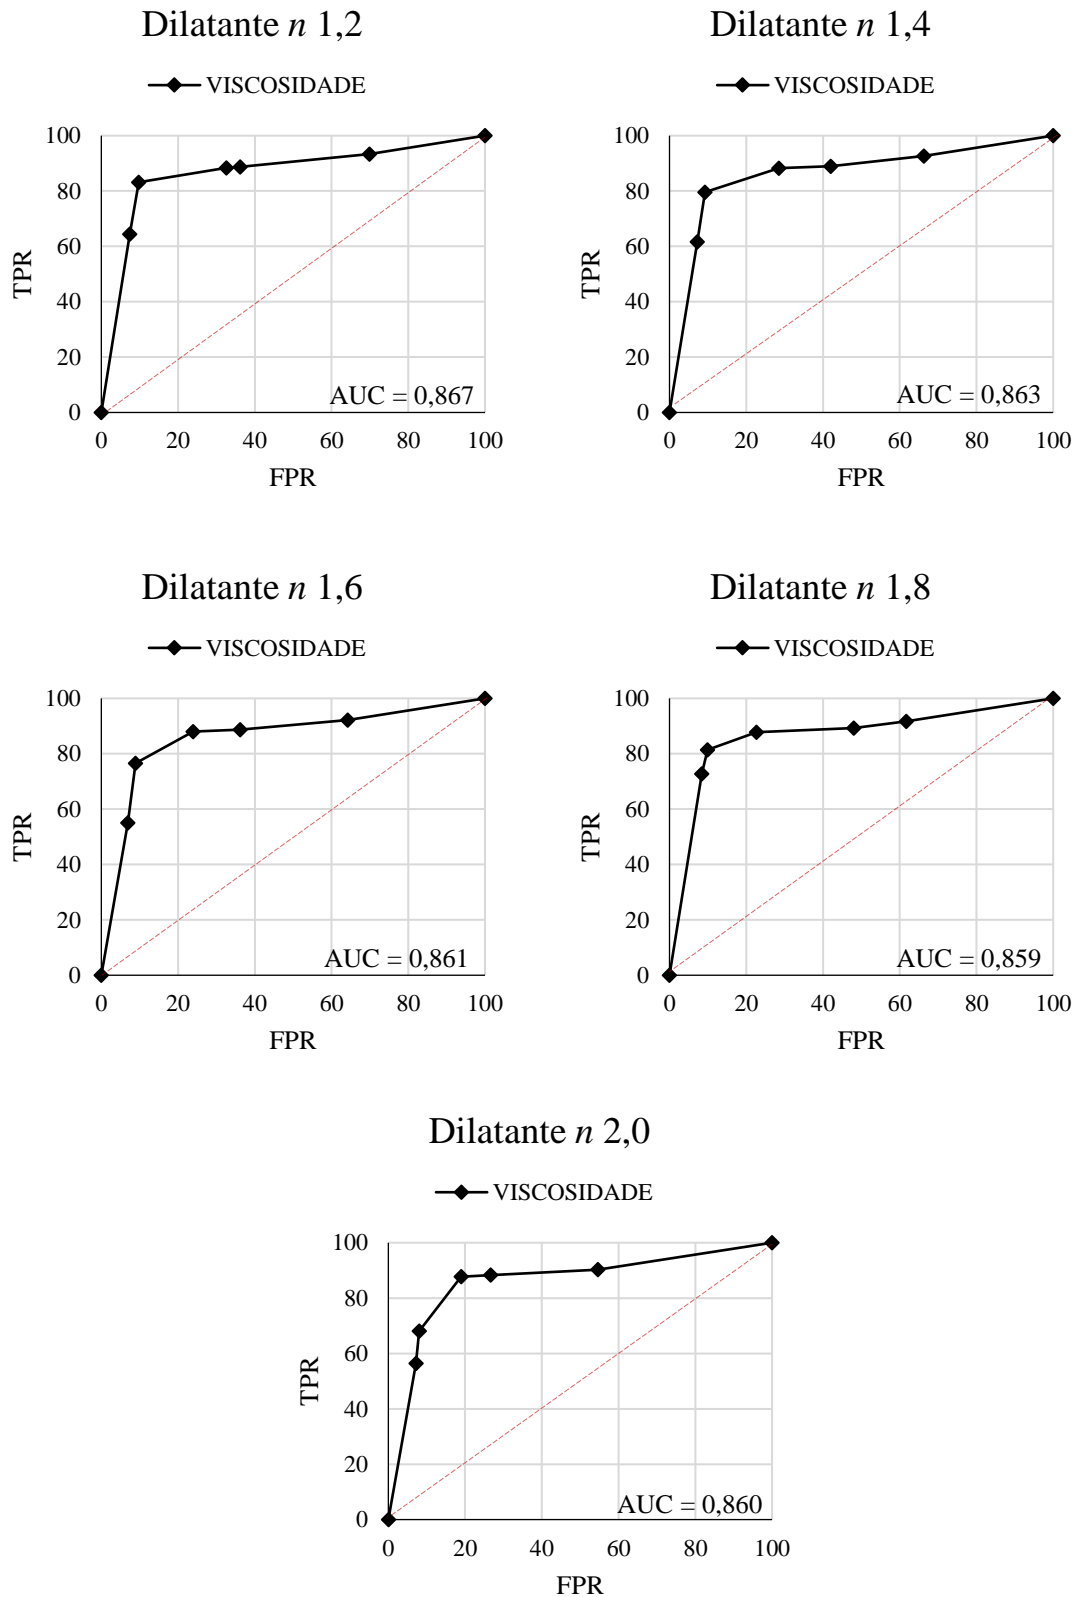 Dilatante n 1,2
VISCOSIDADE
100
80
60
40
20
0
TPR
AUC = 0,867
0 20 40 60 80 100
FPR
Dilatante n 1,4
VISCOSIDADE
100
80
60
40
20
0
TPR
AUC = 0,863
0 20 40 60 80 100
FPR
Dilatante n 1,6
VISCOSIDADE
100
80
60
40
20
0
TPR
AUC = 0,861
0 20 40 60 80 100
FPR
Dilatante n 1,8
VISCOSIDADE
100
80
60
40
20
0
TPR
AUC = 0,859
0 20 40 60 80 100
FPR
Dilatante n 2,0
VISCOSIDADE
100
80
60
40
20
0
TPR
AUC = 0,860
0 20 40 60 80 100
FPR